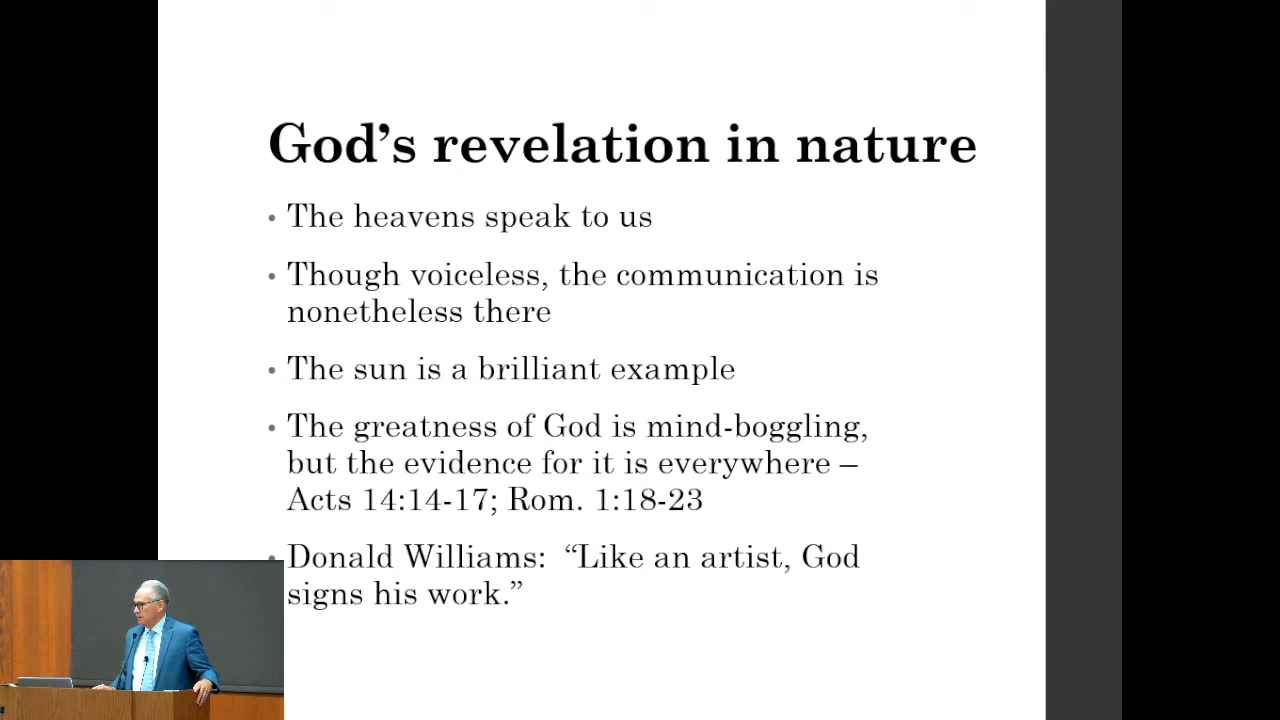 God’s revelation in nature
• The heavens speak to us
• Though voiceless, the communication is
nonetheless there
• The sun is a brilliant example
• The greatness of God is mind-boggling,
but the evidence for it is everywhere –
Acts 14:14-17; Rom. 1:18-23
• Donald Williams:  “Like an artist, God
signs his work.”